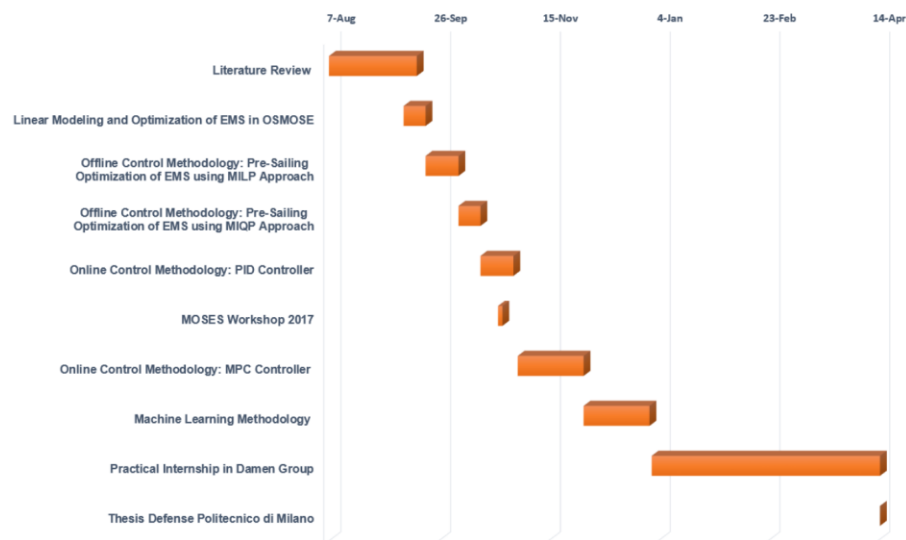 7-Aug 26-Sep 15-Nov 4-Jan 23-Feb 14-Apr
Literature Review
Linear Modeling and Optimization of EMS in OSMOSE
Offline Control Methodology: Pre-Sailing
Optimization of EMS using MILP Approach
Offline Control Methodology: Pre-Sailing
Optimization of EMS using MIQP Approach
Online Control Methodology: PID Controller
MOSES Workshop 2017
Online Control Methodology: MPC Controller
Machine Learning Methodology
Practical Internship in Damen Group
Thesis Defense Politecnico di Milano